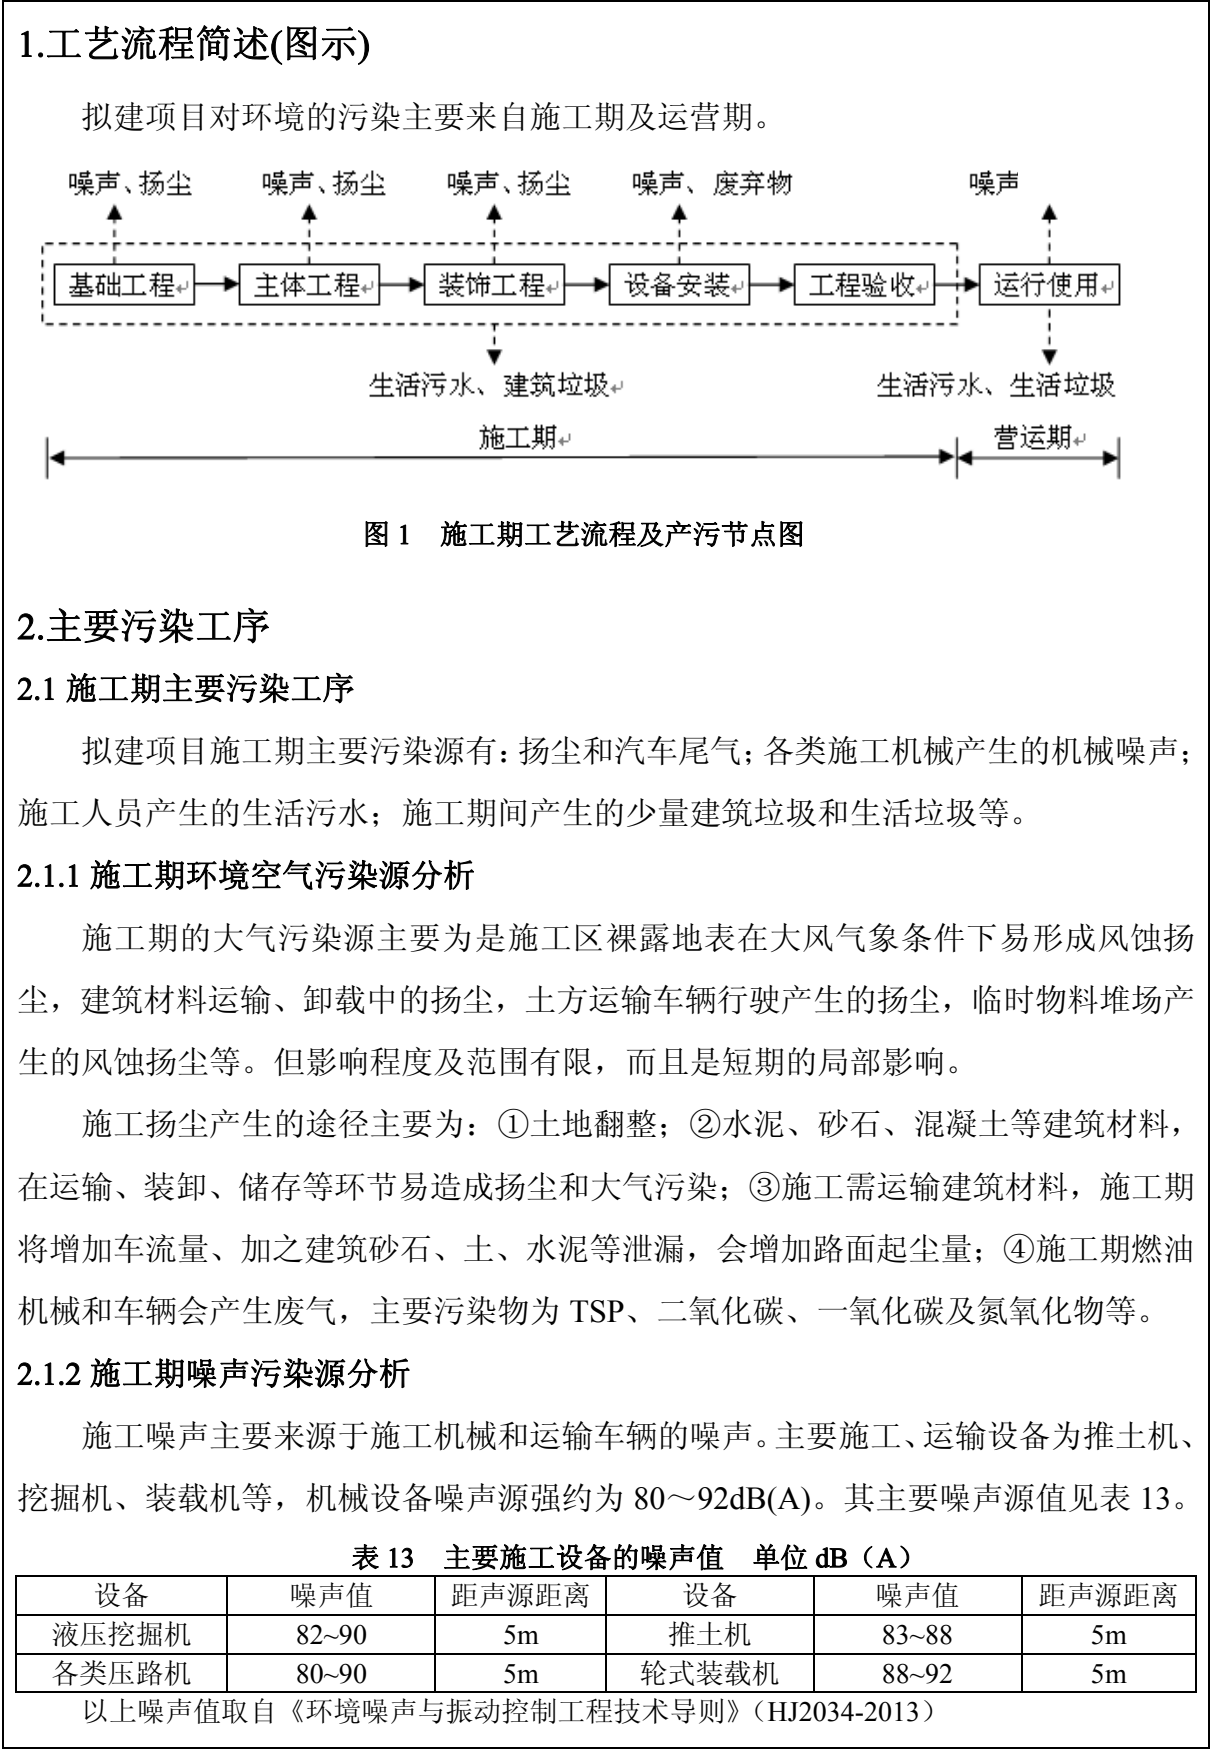 1.工艺流程简述(图示)
拟建项目对环境的污染主要来自施工期及运营期。
噪声、扬尘 噪声、扬尘 噪声、扬尘 噪声、废弃物 噪声
基础工程 主体工程 装饰工程 设备安装 工程验收 运行使用
生活污水、建筑垃圾 生活污水、生活垃圾
施工期 营运期
图 1 施工期工艺流程及产污节点图
2.主要污染工序
2.1 施工期主要污染工序
拟建项目施工期主要污染源有：扬尘和汽车尾气；各类施工机械产生的机械噪声；
施工人员产生的生活污水；施工期间产生的少量建筑垃圾和生活垃圾等。
2.1.1 施工期环境空气污染源分析
施工期的大气污染源主要为是施工区裸露地表在大风气象条件下易形成风蚀扬
尘，建筑材料运输、卸载中的扬尘，土方运输车辆行驶产生的扬尘，临时物料堆场产
生的风蚀扬尘等。但影响程度及范围有限，而且是短期的局部影响。
施工扬尘产生的途径主要为：①土地翻整；②水泥、砂石、混凝土等建筑材料，
在运输、装卸、储存等环节易造成扬尘和大气污染；③施工需运输建筑材料，施工期
将增加车流量、加之建筑砂石、土、水泥等泄漏，会增加路面起尘量；④施工期燃油
机械和车辆会产生废气，主要污染物为 TSP、二氧化碳、一氧化碳及氮氧化物等。
2.1.2 施工期噪声污染源分析
施工噪声主要来源于施工机械和运输车辆的噪声。主要施工、运输设备为推土机、
挖掘机、装载机等，机械设备噪声源强约为 80～92dB(A)。其主要噪声源值见表 13。
表 13 主要施工设备的噪声值 单位 dB（A）
设备 噪声值 距声源距离 设备 噪声值 距声源距离
液压挖掘机 82~90 5m 推土机 83~88 5m
各类压路机 80~90 5m 轮式装载机 88~92 5m
以上噪声值取自《环境噪声与振动控制工程技术导则》（HJ2034-2013）